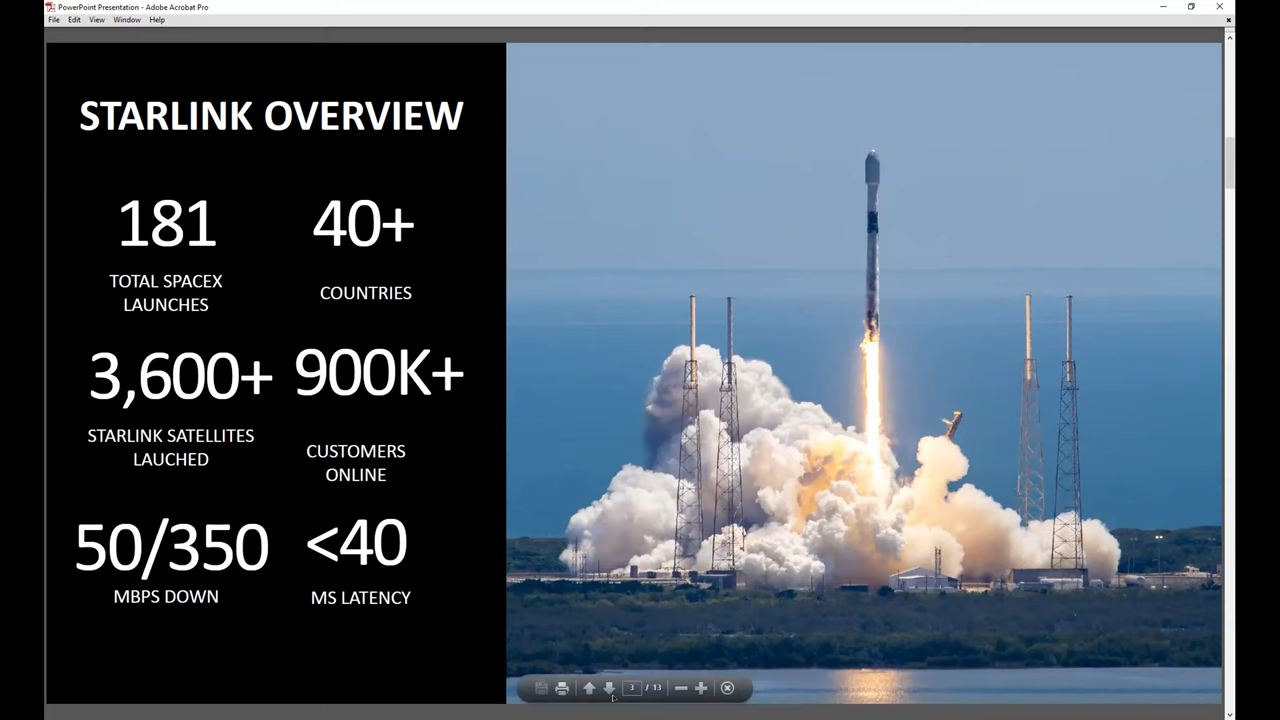 PowerPoint Presentation - Adobe Acrobat Pro
File Edit View Window Help
STARLINK OVERVIEW
181
TOTAL SPACEX
LAUNCHES
40+
COUNTRIES
3,600+
STARLINK SATELLITES
LAUCHED
900K+
CUSTOMERS
ONLINE
50/350
MBPS DOWN
<40
MS LATENCY
3 / 13